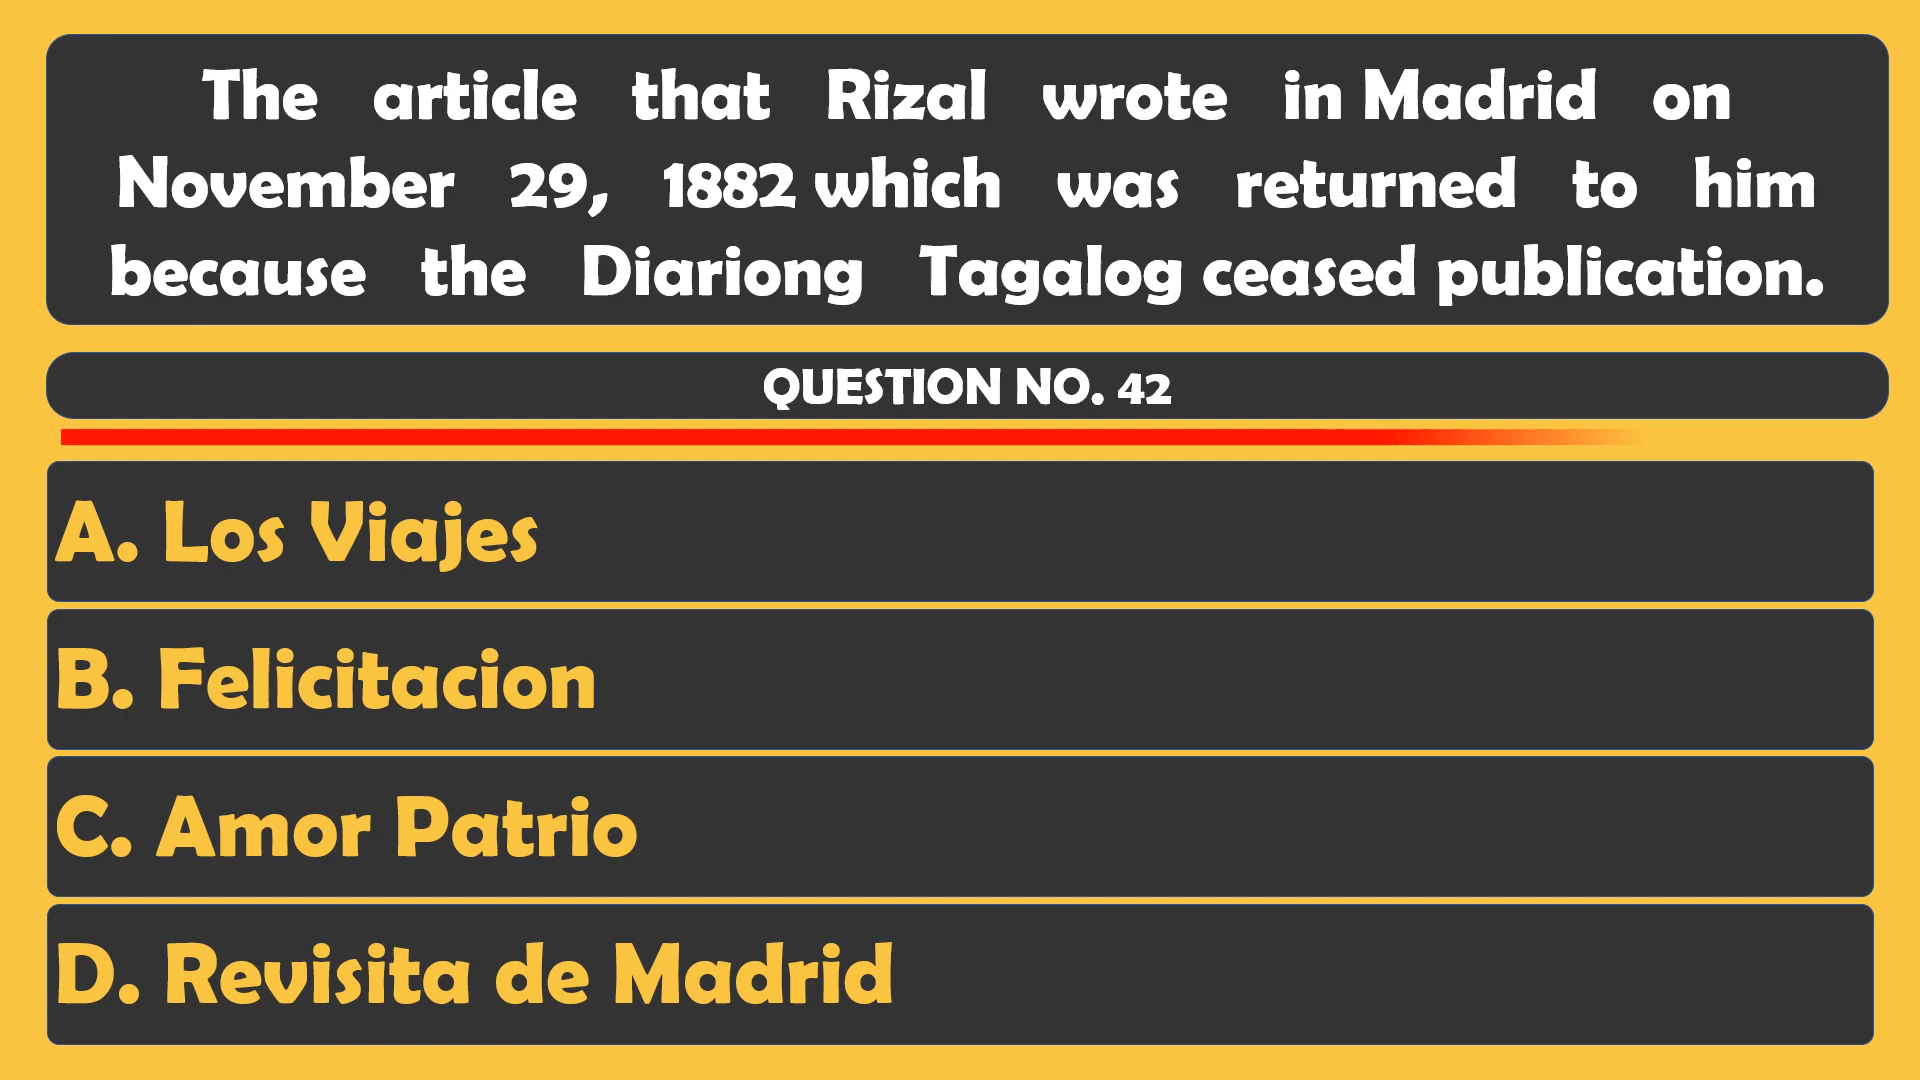 The article that Rizal wrote in Madrid on
November 29, 1882 which was returned to him
because the Diariong Tagalog ceased publication.
QUESTION NO. 42
A. Los Viajes
B. Felicitacion
C. Amor Patrio
D. Revisita de Madrid